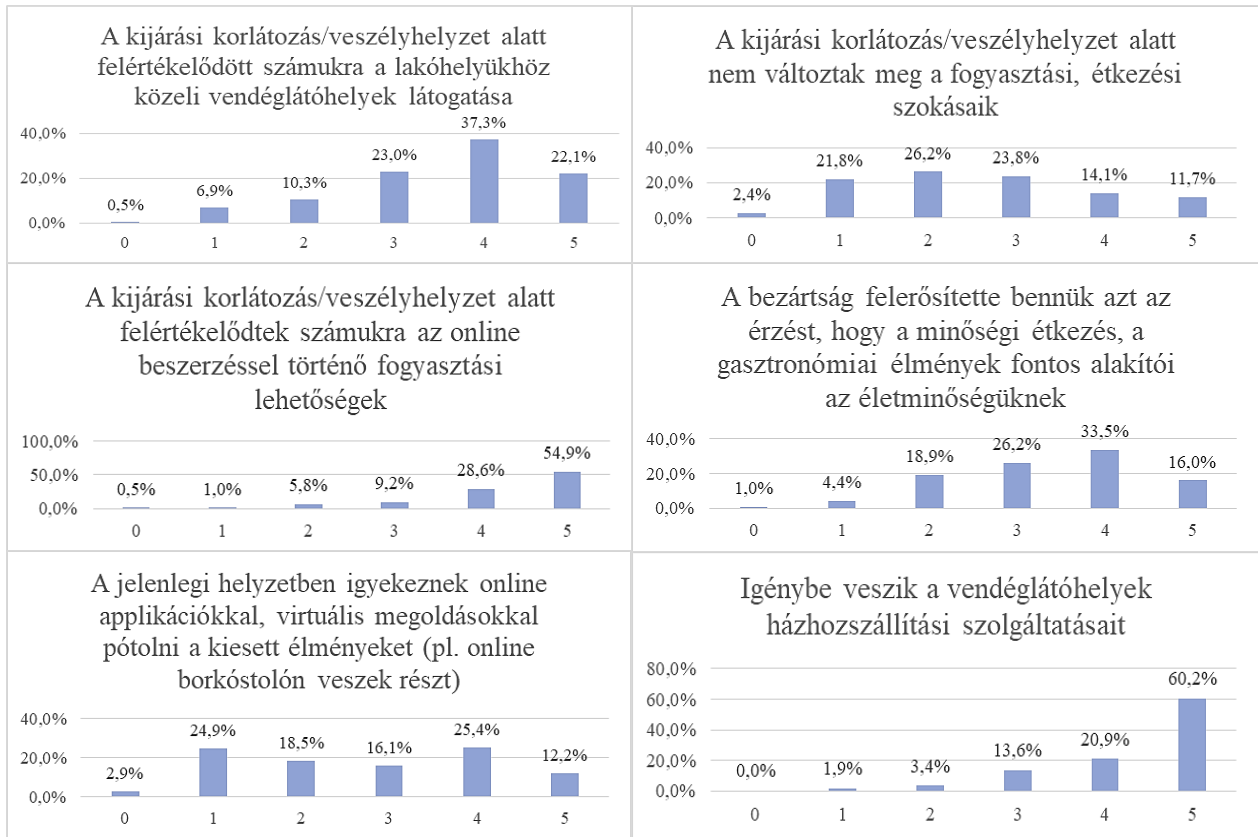 A kijárási korlátozás/veszélyhelyzet alatt
felértékelődött számukra a lakóhelyükhöz
közeli vendéglátóhelyek látogatása
40,0%
20,0%
0,0%
0,5%
6,9%
10,3%
23,0%
37,3%
22,1%
0 1 2 3 4 5
A kijárási korlátozás/veszélyhelyzet alatt
nem változtak meg a fogyasztási, étkezési
szokásaik
40,0%
20,0%
0,0%
2,4%
21,8%
26,2%
23,8%
14,1%
11,7%
0 1 2 3 4 5
A kijárási korlátozás/veszélyhelyzet alatt
felértékelődtek számukra az online
beszerzéssel történő fogyasztási
lehetőségek
100,0%
50,0%
0,0%
0,5%
1,0%
5,8%
9,2%
28,6%
54,9%
0 1 2 3 4 5
A bezártság felerősítette bennük azt az
érzést, hogy a minőségi étkezés, a
gasztronómiai élmények fontos alakítói
az életminőségüknek
40,0%
20,0%
0,0%
1,0%
4,4%
18,9%
26,2%
33,5%
16,0%
0 1 2 3 4 5
A jelenlegi helyzetben igyekeznek online
applikációkkal, virtuális megoldásokkal
pótolni a kiesett élményeket (pl. online
borkóstolón veszek részt)
40,0%
20,0%
0,0%
2,9%
24,9%
18,5%
16,1%
25,4%
12,2%
0 1 2 3 4 5
Igénybe veszik a vendéglátóhelyek
házhozszállítási szolgáltatásait
80,0%
60,0%
40,0%
20,0%
0,0%
0,0%
1,9%
3,4%
13,6%
20,9%
60,2%
0 1 2 3 4 5